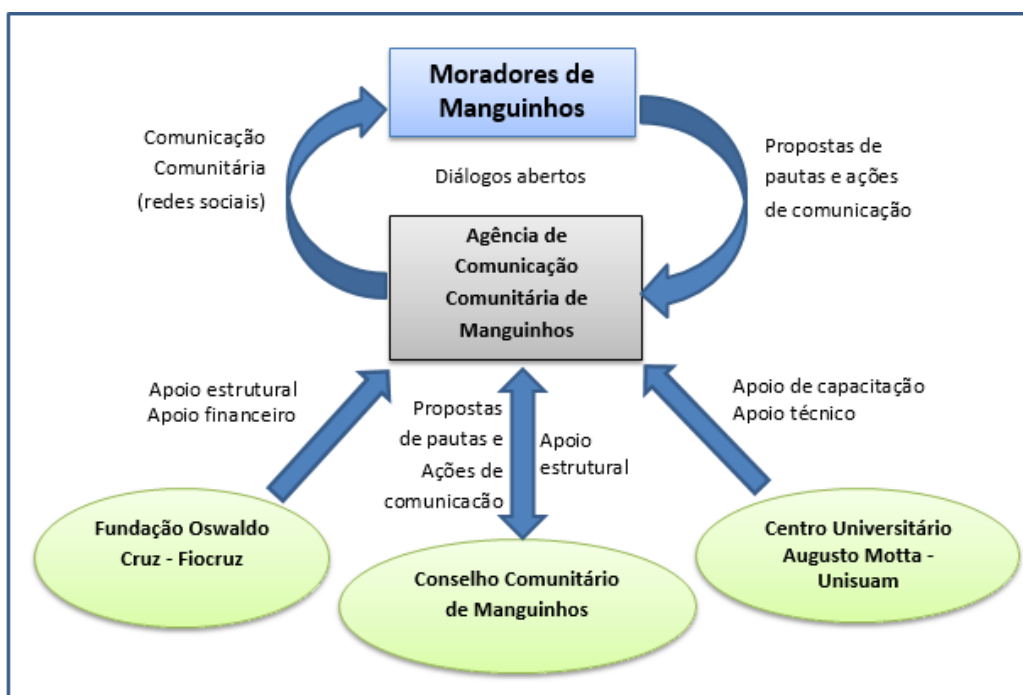 Moradores de
Manguinhos
Comunicação
Comunitária
(redes sociais)
Diálogos abertos
Propostas de
pautas e ações
de comunicação
Agência de
Comunicação
Comunitária de
Manguinhos
Apoio estrutural
Apoio financeiro
Propostas
de pautas e
Ações de
comunicacão
Apoio
estrutural
Apoio de capacitação
Apoio técnico
Fundação Oswaldo
Cruz - Fiocruz
Conselho Comunitário
de Manguinhos
Centro Universitário
Augusto Motta -
Unisuam